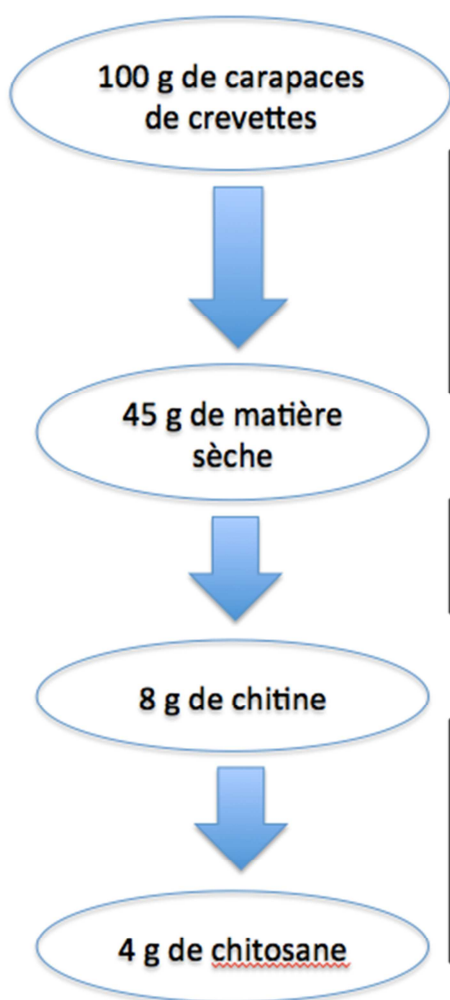 100 g de carapaces
de crevettes
45 g de matière
sèche
8 g de chitine
4 g de chitosane